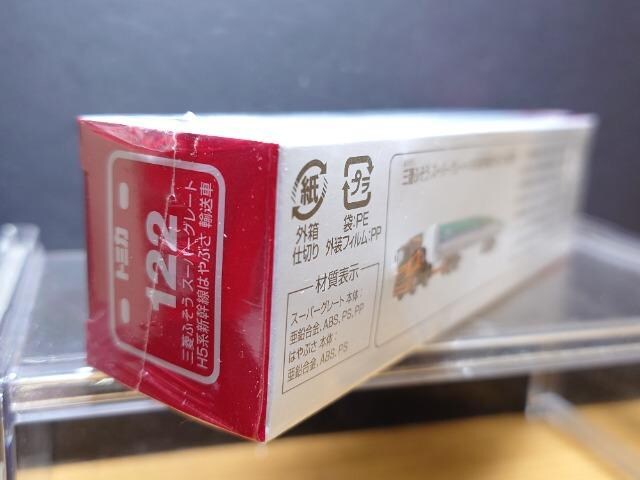 トミカ
122
三菱ふそう スーパーグレート
H5系新幹線はやぶさ 輸送車
紙
外箱
仕切り
プラ
袋:PE
外装フィルム:PP
材質表示
スーパーグレート 本体:
亜鉛合金、ABS、PS、PP
はやぶさ 本体:
亜鉛合金、ABS、PS
三菱ふそう スーパーグレート